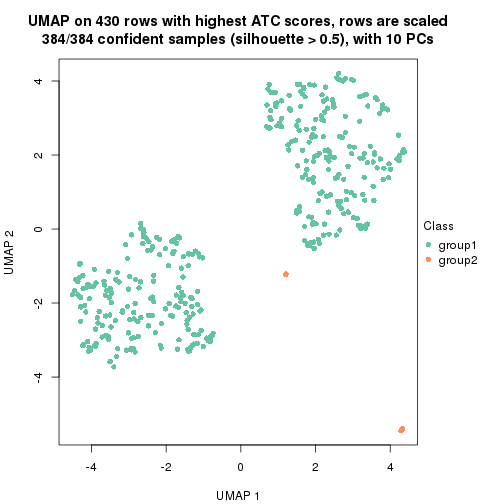 UMAP on 430 rows with highest ATC scores, rows are scaled
384/384 confident samples (silhouette > 0.5), with 10 PCs
4
2
0
-2
-4
UMAP 2
Class
group1
group2
-4
-2
0
2
4
UMAP 1